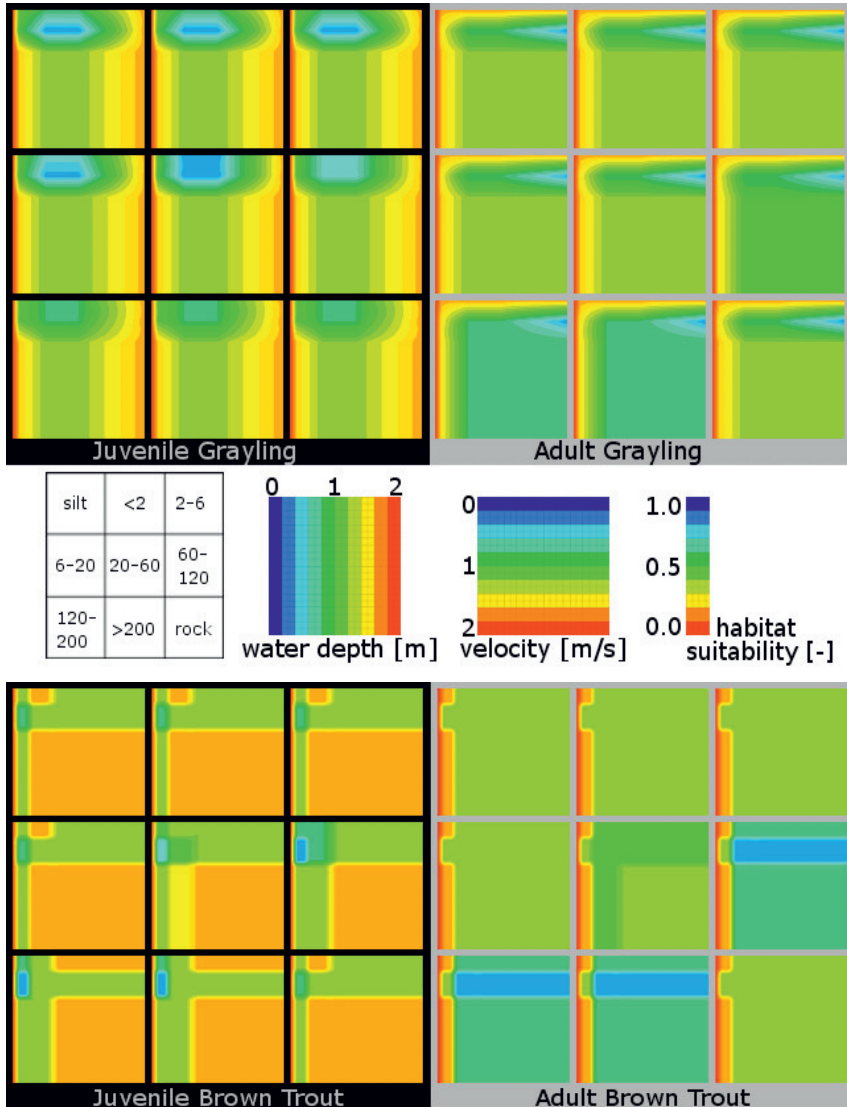 Juvenile Grayling
Adult Grayling
silt <2 2-6
6-20 20-60 60-
120
120-
200 >200 rock
0 1 2
water depth [m]
0
1
2
velocity [m/s]
1.0
0.5
0.0
habitat
suitability [-]
Juvenile Brown Trout
Adult Brown Trout